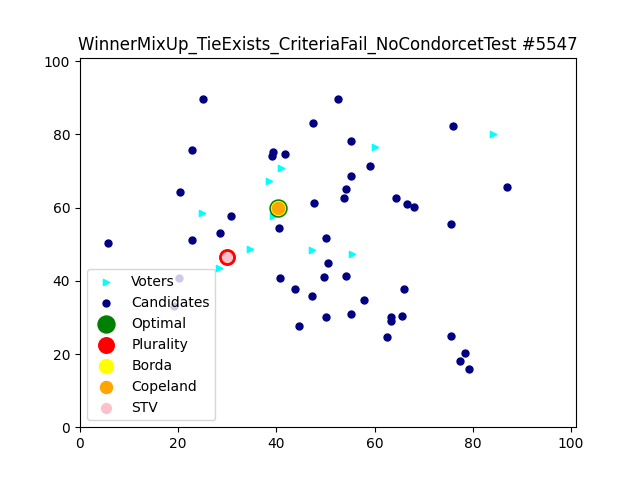 WinnerMixUp_TieExists_CriteriaFail_NoCondorcetTest #5547
100
80
60
40
20
0
Voters
Candidates
Optimal
Plurality
Borda
Copeland
STV
0 20 40 60 80 100